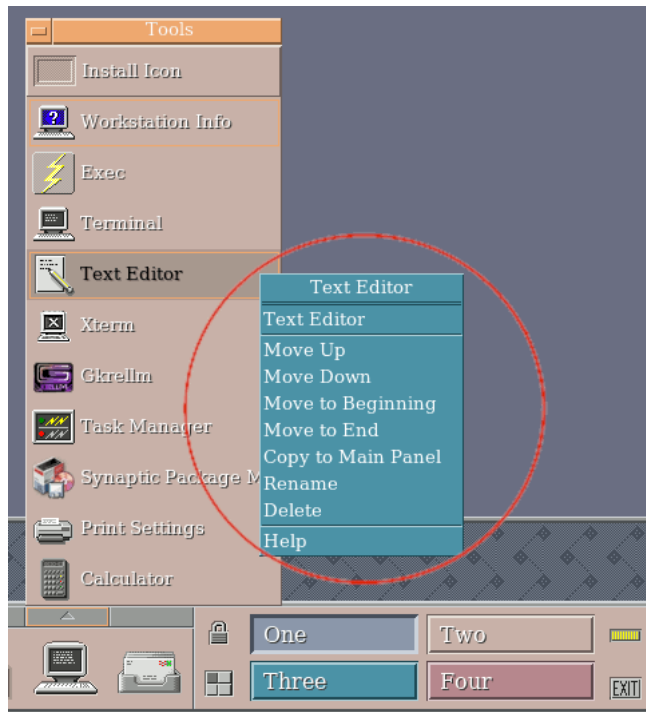 Tools
Install Icon
Workstation Info
Exec
Terminal
Text Editor
Xterm
Gkrellm
Task Manager
Synaptic Package M
Print Settings
Calculator
Text Editor
Text Editor
Move Up
Move Down
Move to Beginning
Move to End
Copy to Main Panel
Rename
Delete
Help
One
Two
Three
Four
EXIT